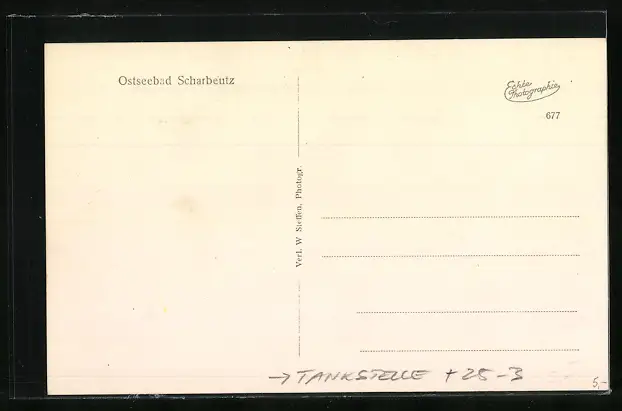 Ostseebad Scharbeutz
Echte
Photographie
677
Verl. W Steffen, Photogr.
→ TANKSTELLE + 25 - 3
5,-